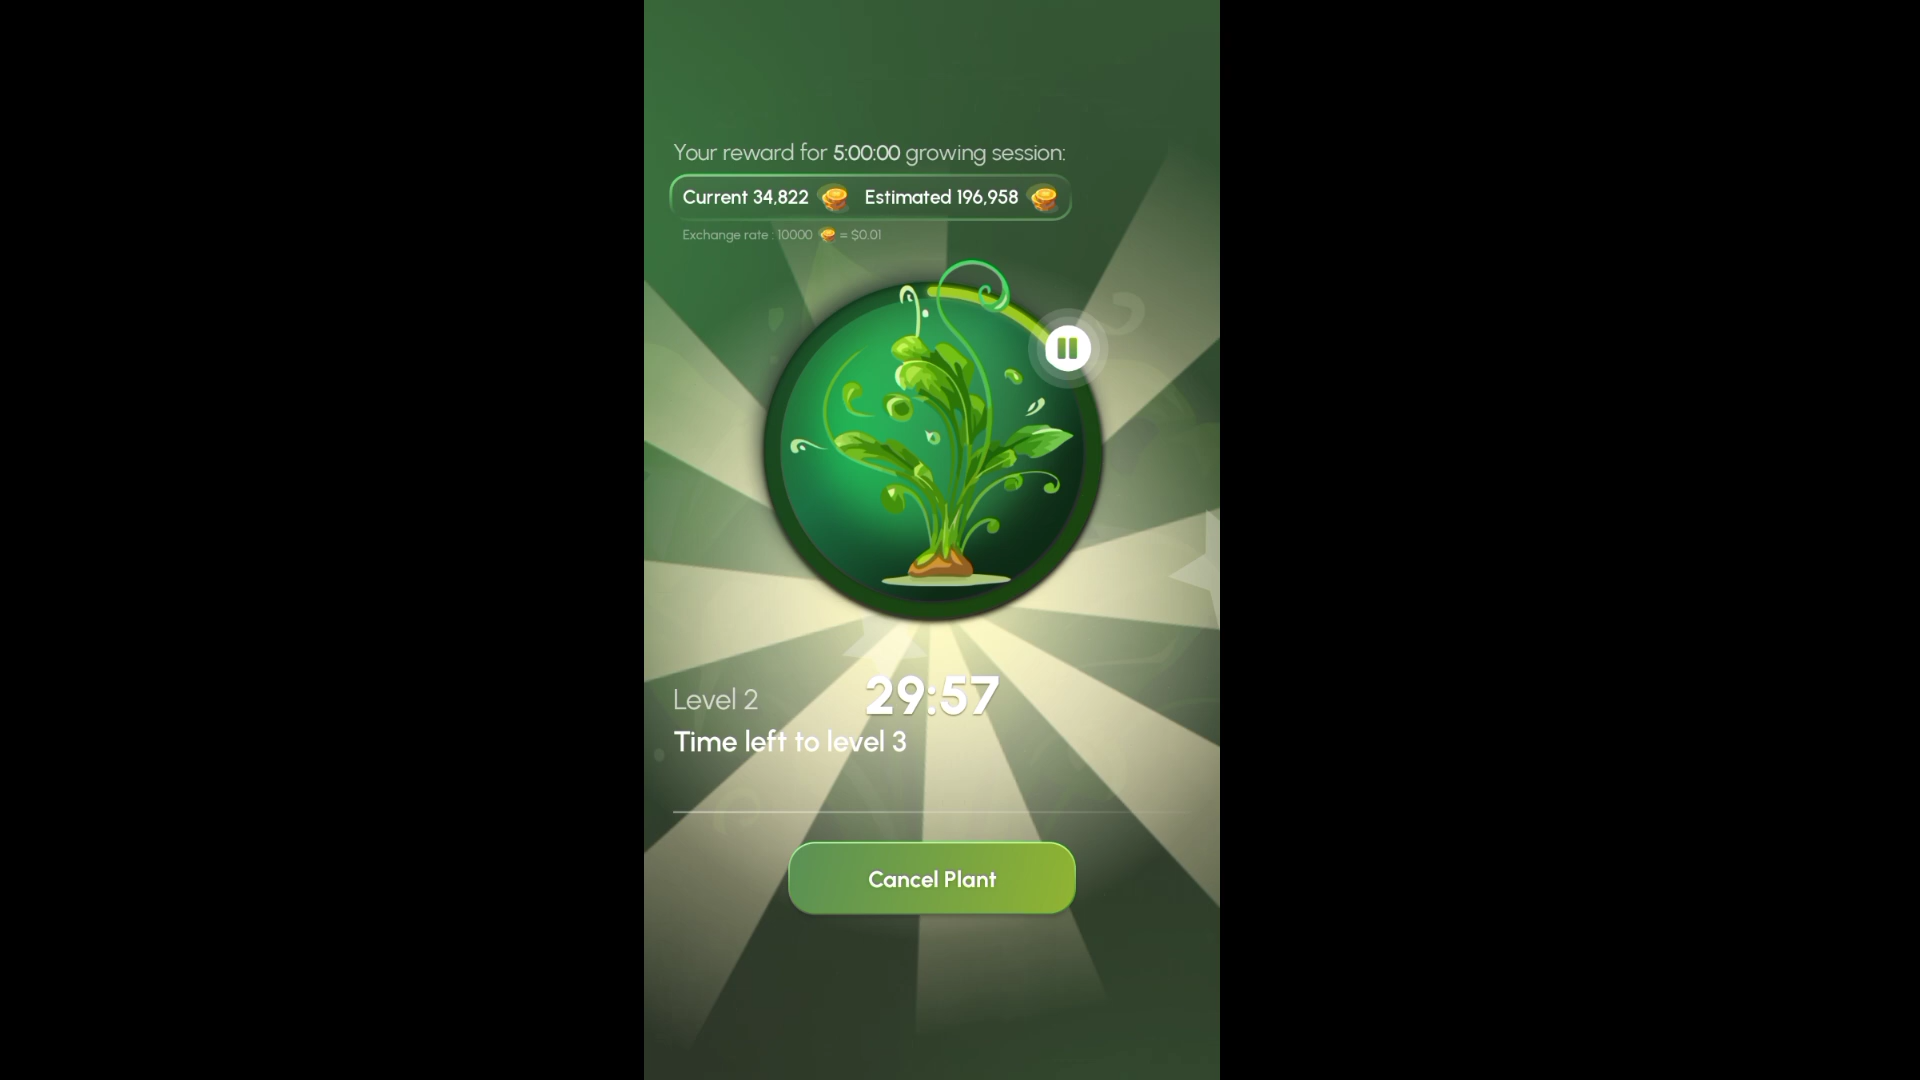 Your reward for 5:00:00 growing session:
Current 34,822 Estimated 196,958
Exchange rate : 10000 = $0.01
Level 2 29:57
Time left to level 3
Cancel Plant